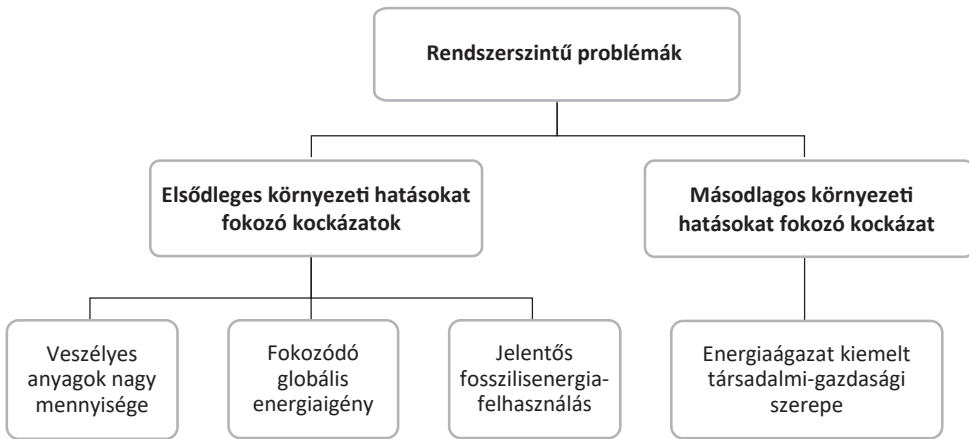 Rendszerszintű problémák
Elsődleges környezeti hatásokat
fokozó kockázatok
Másodlagos környezeti
hatásokat fokozó kockázat
Veszélyes
anyagok nagy
mennyisége
Fokozódó
globális
energiaigény
Jelentős
fosszilisenergia-
felhasználás
Energiaágazat kiemelt
társadalmi-gazdasági
szerepe